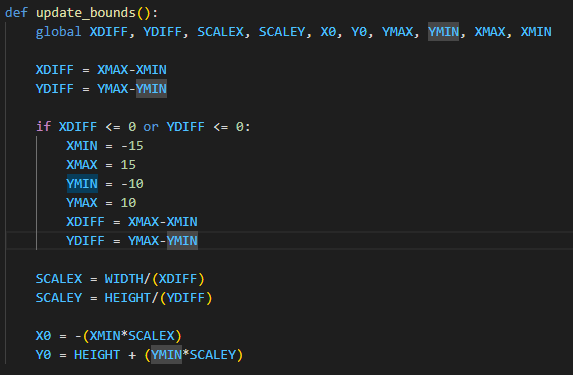 def update_bounds():
global XDIFF, YDIFF, SCALEX, SCALEY, X0, Y0, YMAX, YMIN, XMAX, XMIN
XDIFF = XMAX-XMIN
YDIFF = YMAX-YMIN
if XDIFF <= 0 or YDIFF <= 0:
XMIN = -15
XMAX = 15
YMIN = -10
YMAX = 10
XDIFF = XMAX-XMIN
YDIFF = YMAX-YMIN
SCALEX = WIDTH/(XDIFF)
SCALEY = HEIGHT/(YDIFF)
X0 = -(XMIN*SCALEX)
Y0 = HEIGHT + (YMIN*SCALEY)